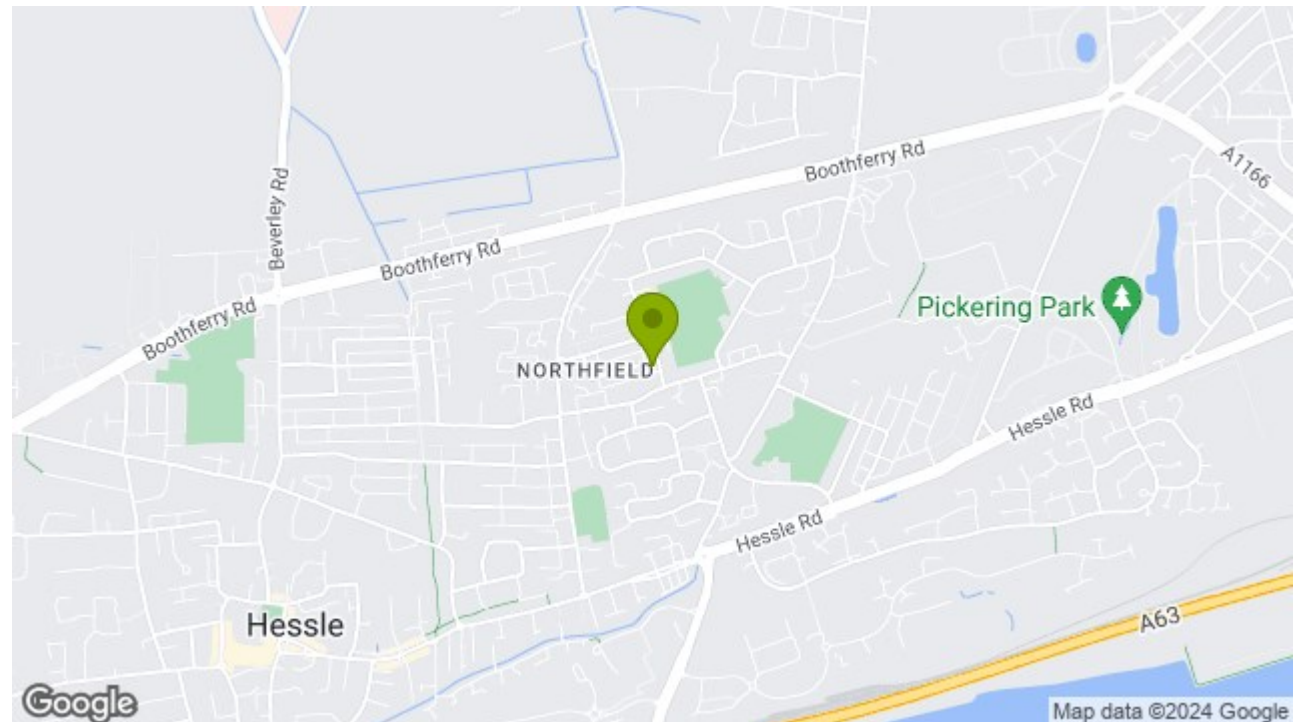 Boothferry Rd
A1166
Beverley Rd
Boothferry Rd
Boothferry Rd
Pickering Park
NORTHFIELD
Hessle Rd
Hessle Rd
Hessle
A63
Google
Map data ©2024 Google